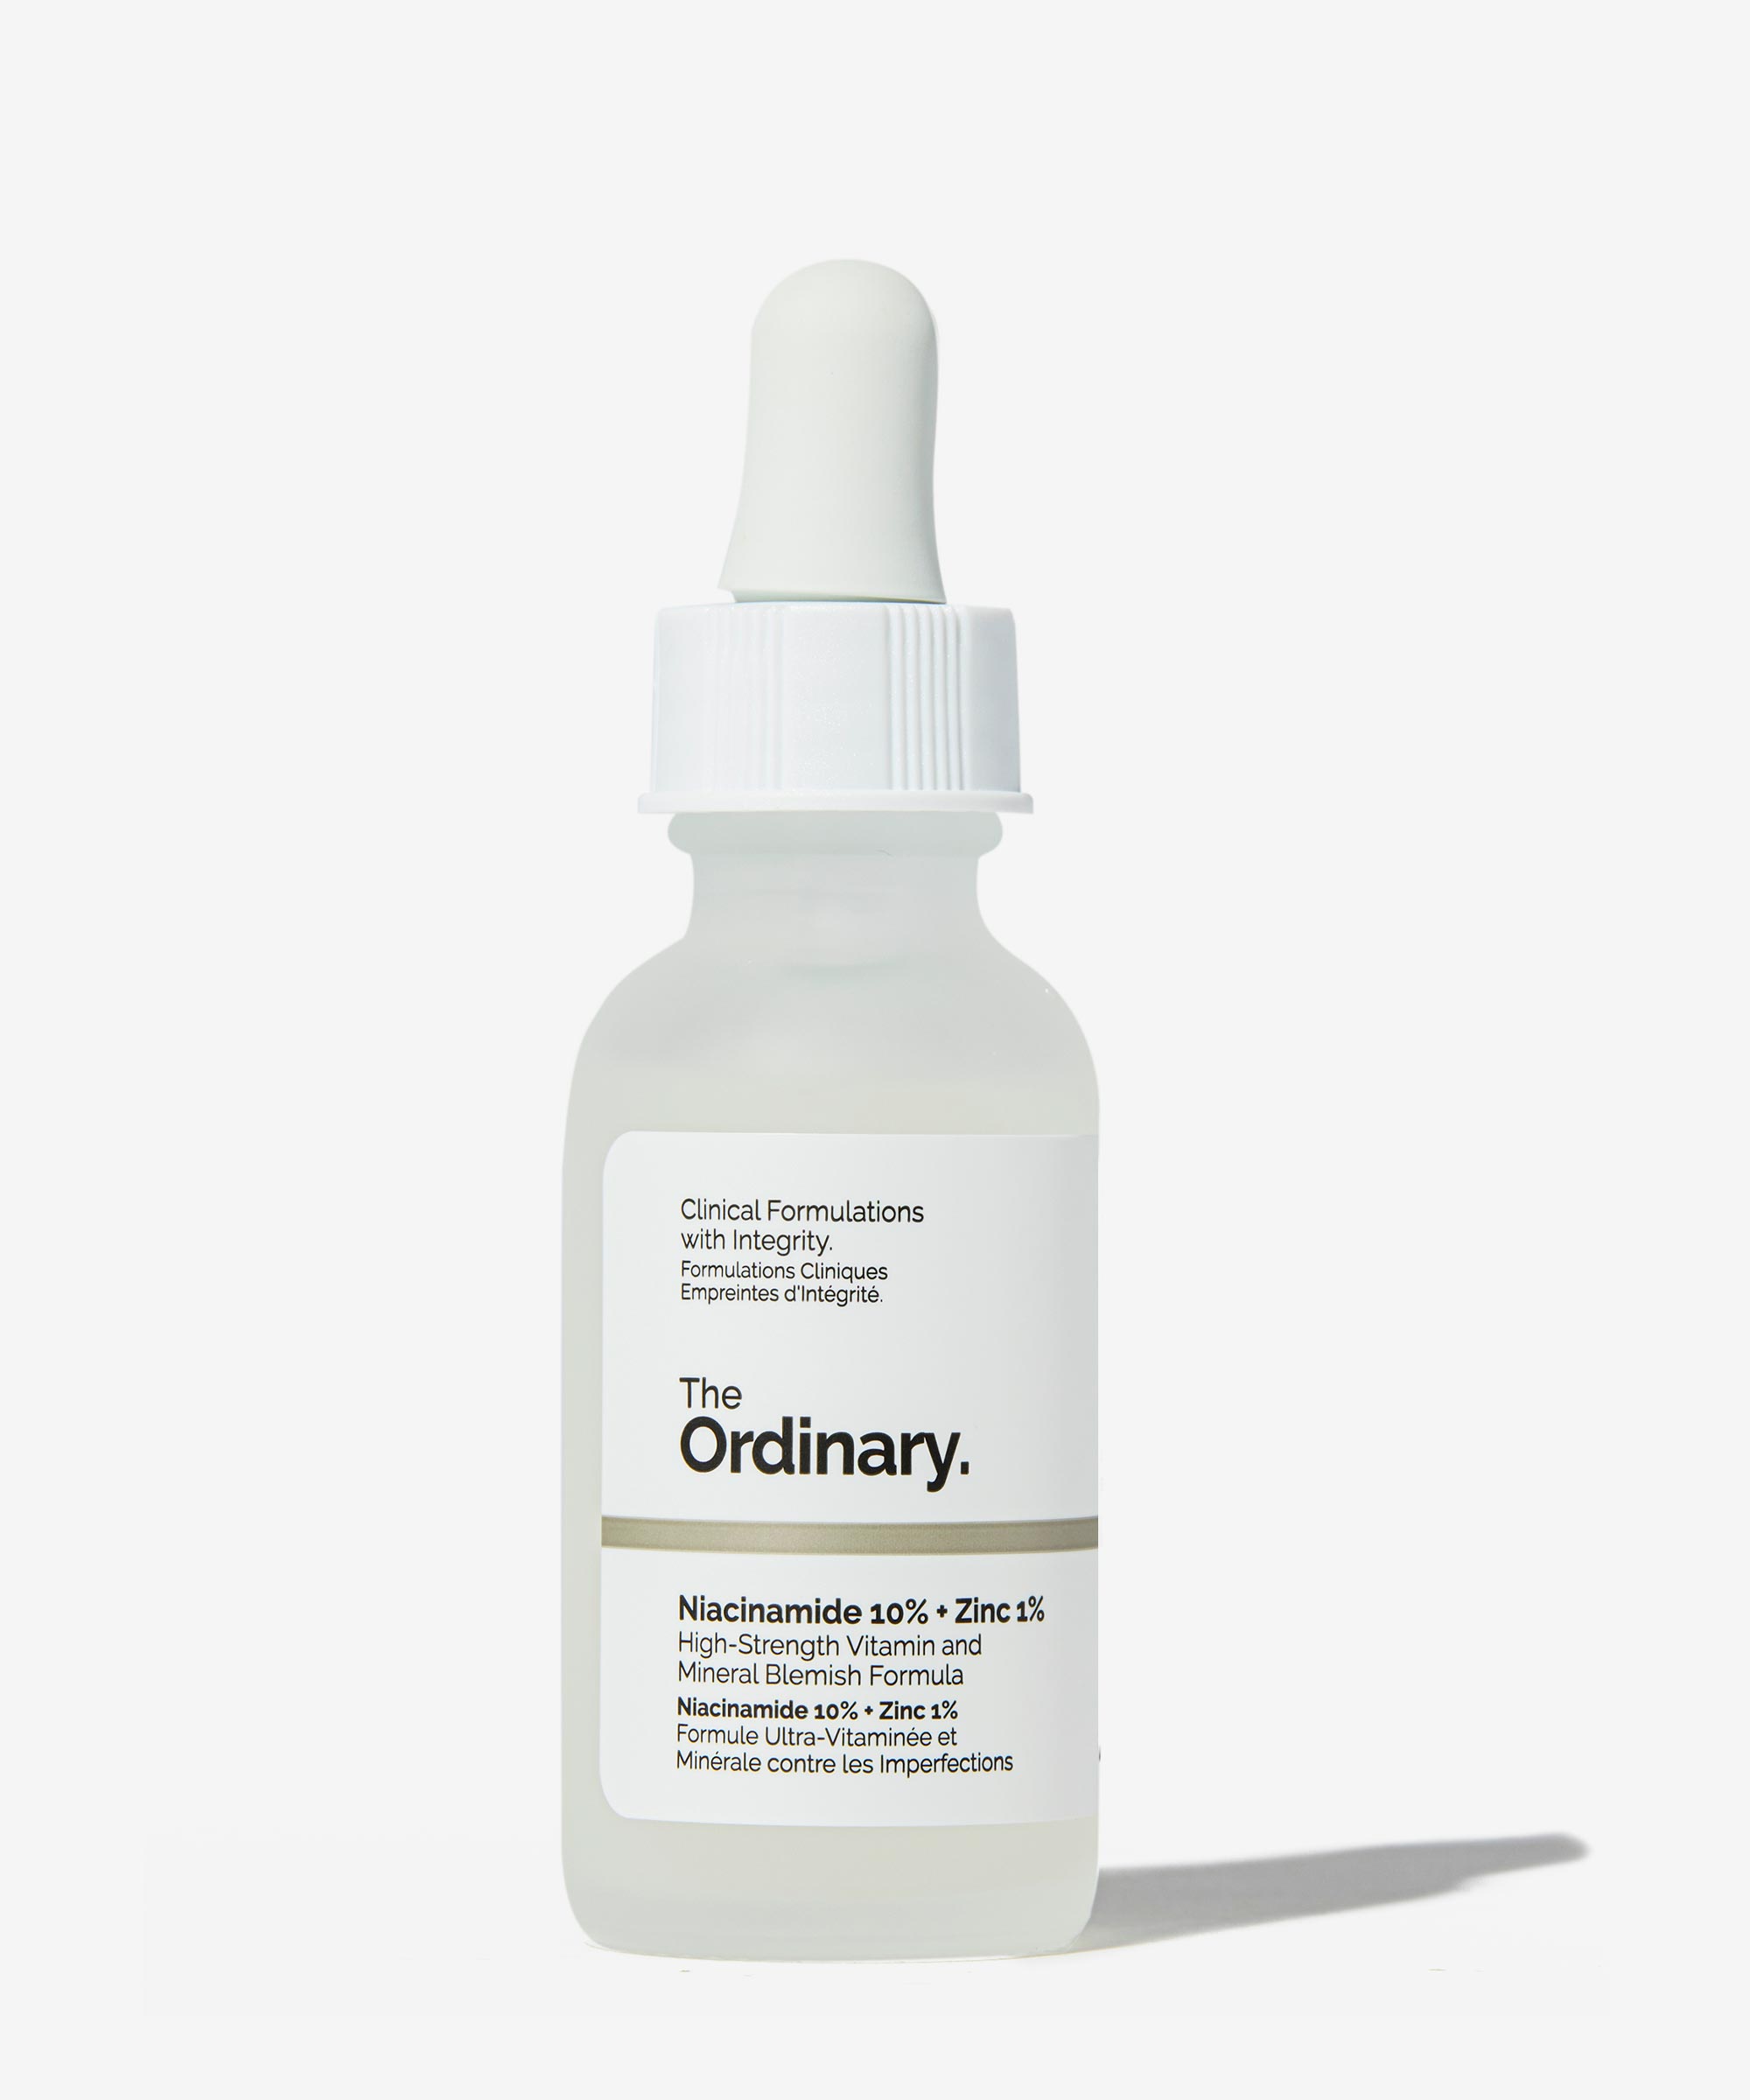 Clinical Formulations
with Integrity.
Formulations Cliniques
Empreintes d'Intégrité.
The
Ordinary.
Niacinamide 10% + Zinc 1%
High-Strength Vitamin and
Mineral Blemish Formula
Niacinamide 10% + Zinc 1%
Formule Ultra-Vitaminée et
Minérale contre les Imperfections